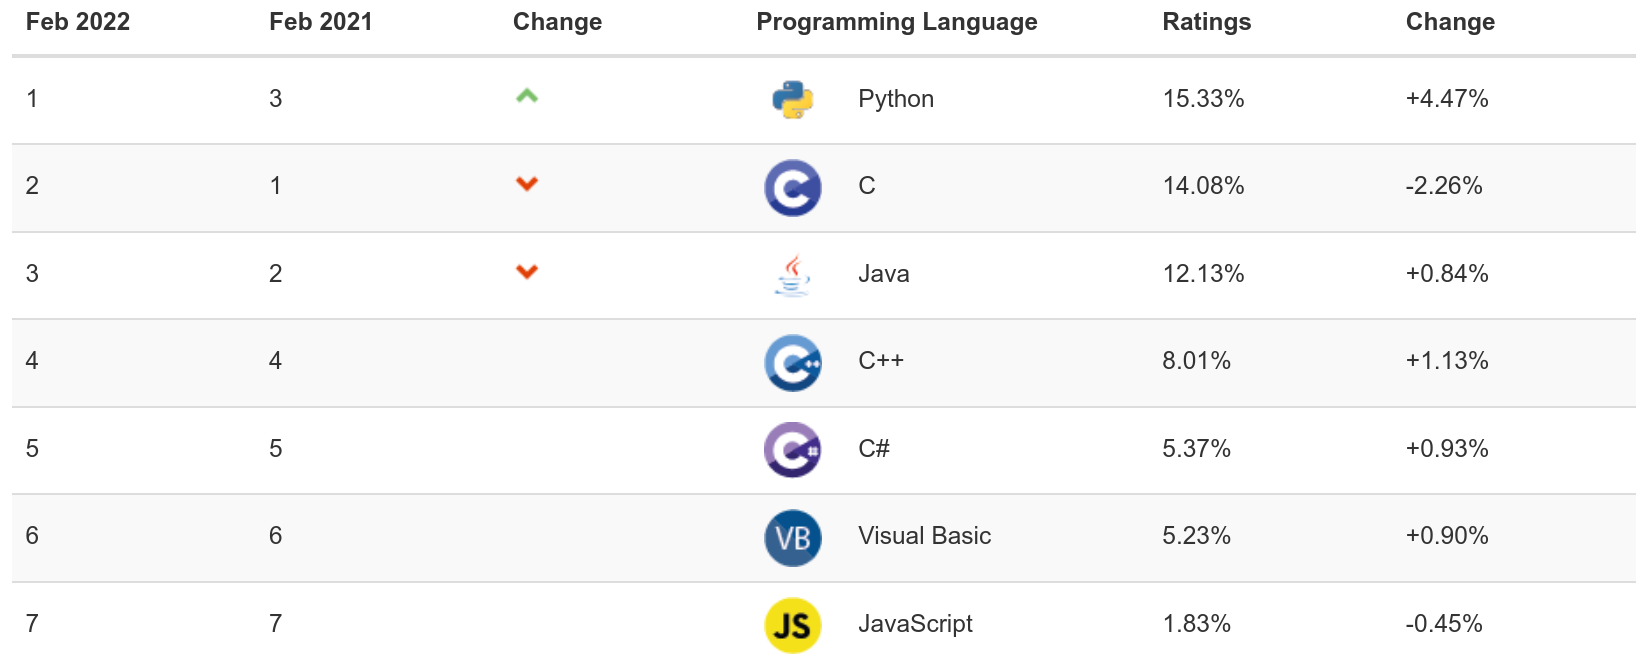 Feb 2022 Feb 2021 Change Programming Language Ratings Change
1 3 Python 15.33% +4.47%
2 1 C C 14.08% -2.26%
3 2 Java 12.13% +0.84%
4 4 C++ C++ 8.01% +1.13%
5 5 C# C# 5.37% +0.93%
6 6 VB Visual Basic 5.23% +0.90%
7 7 JS JavaScript 1.83% -0.45%